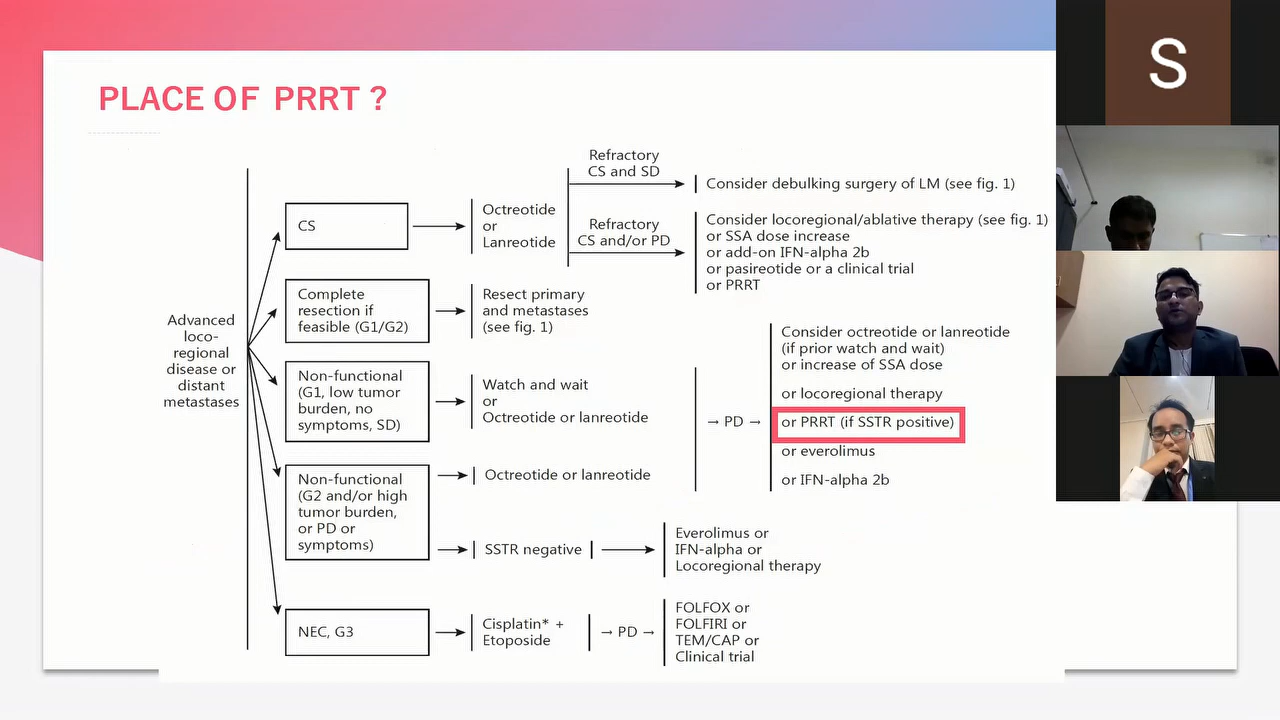 PLACE OF PRRT ?
S
Advanced
loco-
regional
disease or
distant
metastases
CS
Octreotide
or
Lanreotide
Refractory
CS and SD
Consider debulking surgery of LM (see fig. 1)
Refractory
CS and/or PD
Consider locoregional/ablative therapy (see fig. 1)
or SSA dose increase
or add-on IFN-alpha 2b
or pasireotide or a clinical trial
or PRRT
Complete
resection if
feasible (G1/G2)
Resect primary
and metastases
(see fig. 1)
Non-functional
(G1, low tumor
burden, no
symptoms, SD)
Watch and wait
or
Octreotide or lanreotide
Non-functional
(G2 and/or high
tumor burden,
or PD or
symptoms)
Octreotide or lanreotide
→ PD →
Consider octreotide or lanreotide
(if prior watch and wait)
or increase of SSA dose
or locoregional therapy
or PRRT (if SSTR positive)
or everolimus
or IFN-alpha 2b
SSTR negative
Everolimus or
IFN-alpha or
Locoregional therapy
NEC, G3
Cisplatin* +
Etoposide
→ PD →
FOLFOX or
FOLFIRI or
TEM/CAP or
Clinical trial